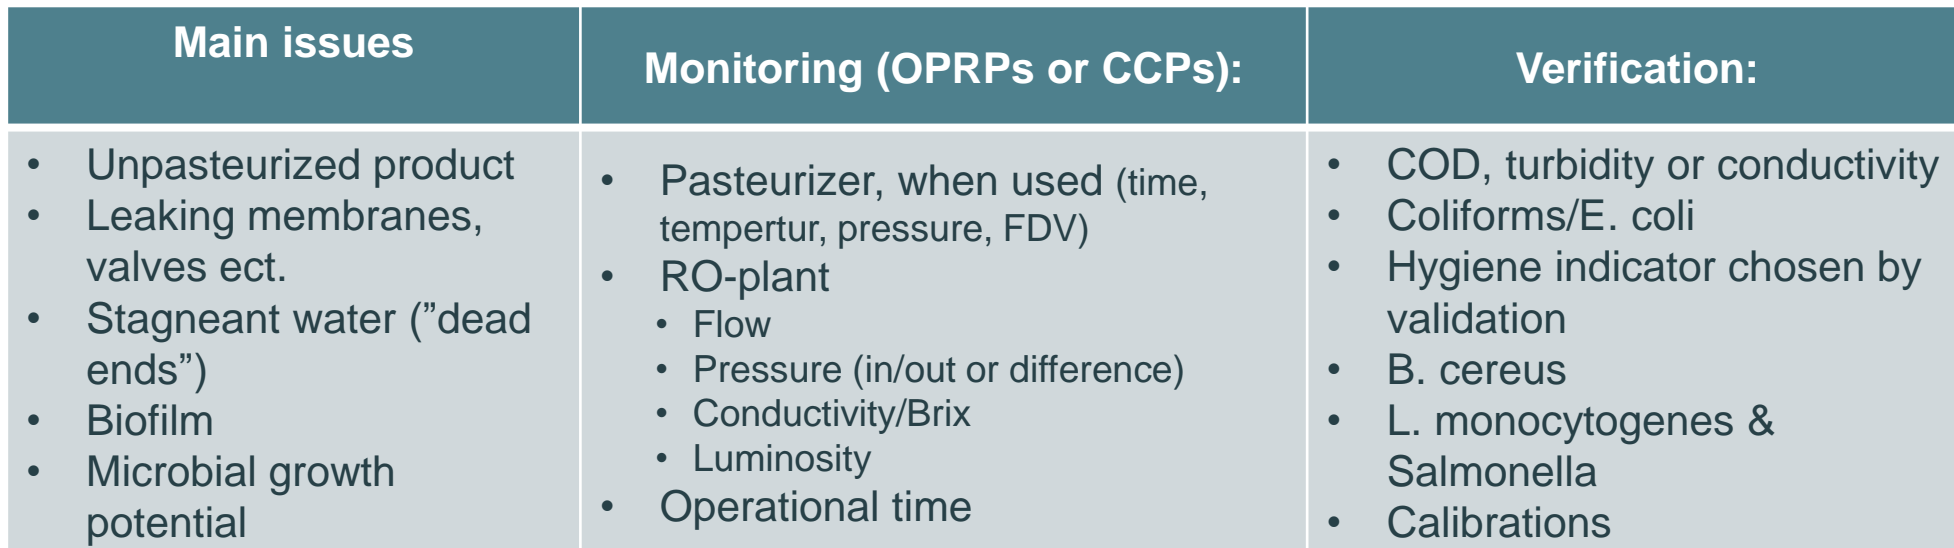 Main issues
Monitoring (OPRPs or CCPs):
Verification:
• Unpasteurized product
• Leaking membranes,
valves ect.
• Stagneant water (”dead
ends”)
• Biofilm
• Microbial growth
potential
• Pasteurizer, when used (time,
tempertur, pressure, FDV)
• RO-plant
• Flow
• Pressure (in/out or difference)
• Conductivity/Brix
• Luminosity
• Operational time
• COD, turbidity or conductivity
• Coliforms/E. coli
• Hygiene indicator chosen by
validation
• B. cereus
• L. monocytogenes &
Salmonella
• Calibrations